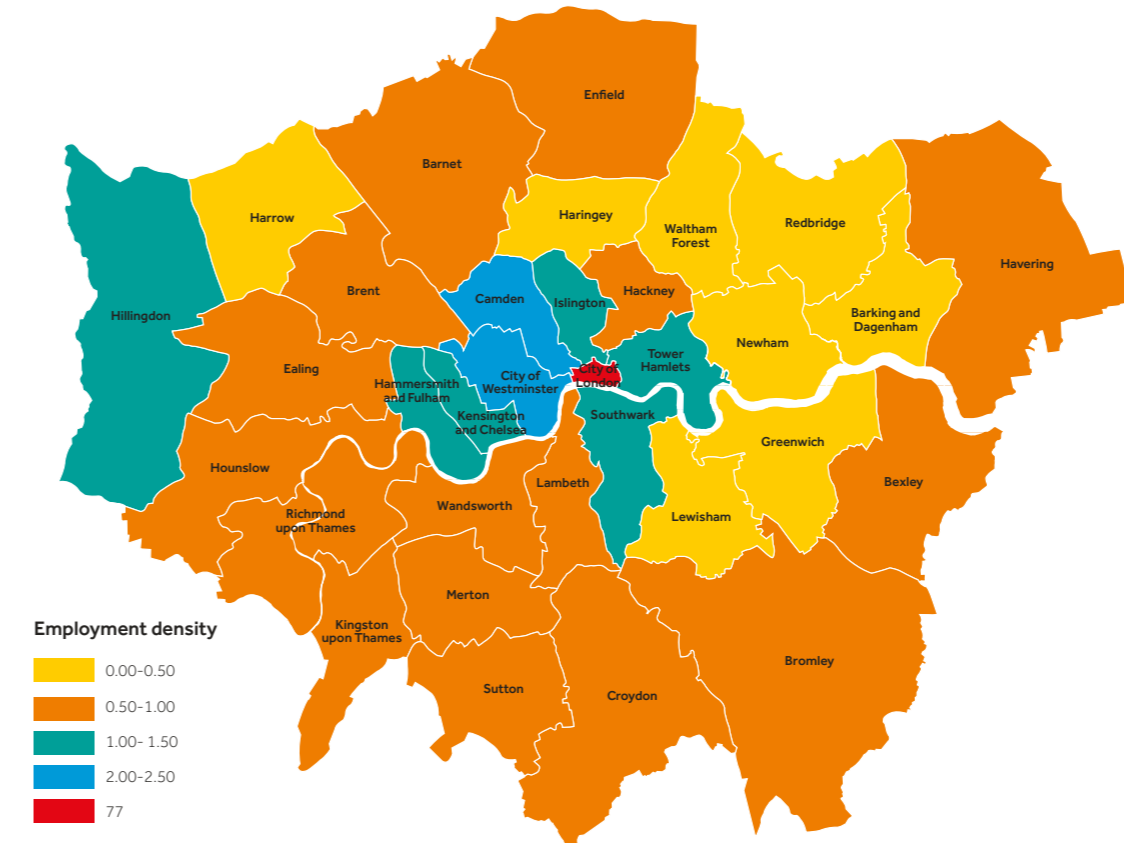 Enfield
Barnet
Harrow
Haringey
Waltham
Forest
Redbridge
Havering
Hillingdon
Brent
Camden
Islington
Hackney
Barking and
Dagenham
Newham
Ealing
Tower
Hamlets
Hammersmith
and Fulham
City of
Westminster
City of
London
Kensington
and Chelsea
Southwark
Greenwich
Hounslow
Lambeth
Bexley
Wandsworth
Richmond
upon Thames
Lewisham
Merton
Kingston
upon Thames
Bromley
Sutton
Croydon
Employment density
0.00-0.50
0.50-1.00
1.00- 1.50
2.00-2.50
77